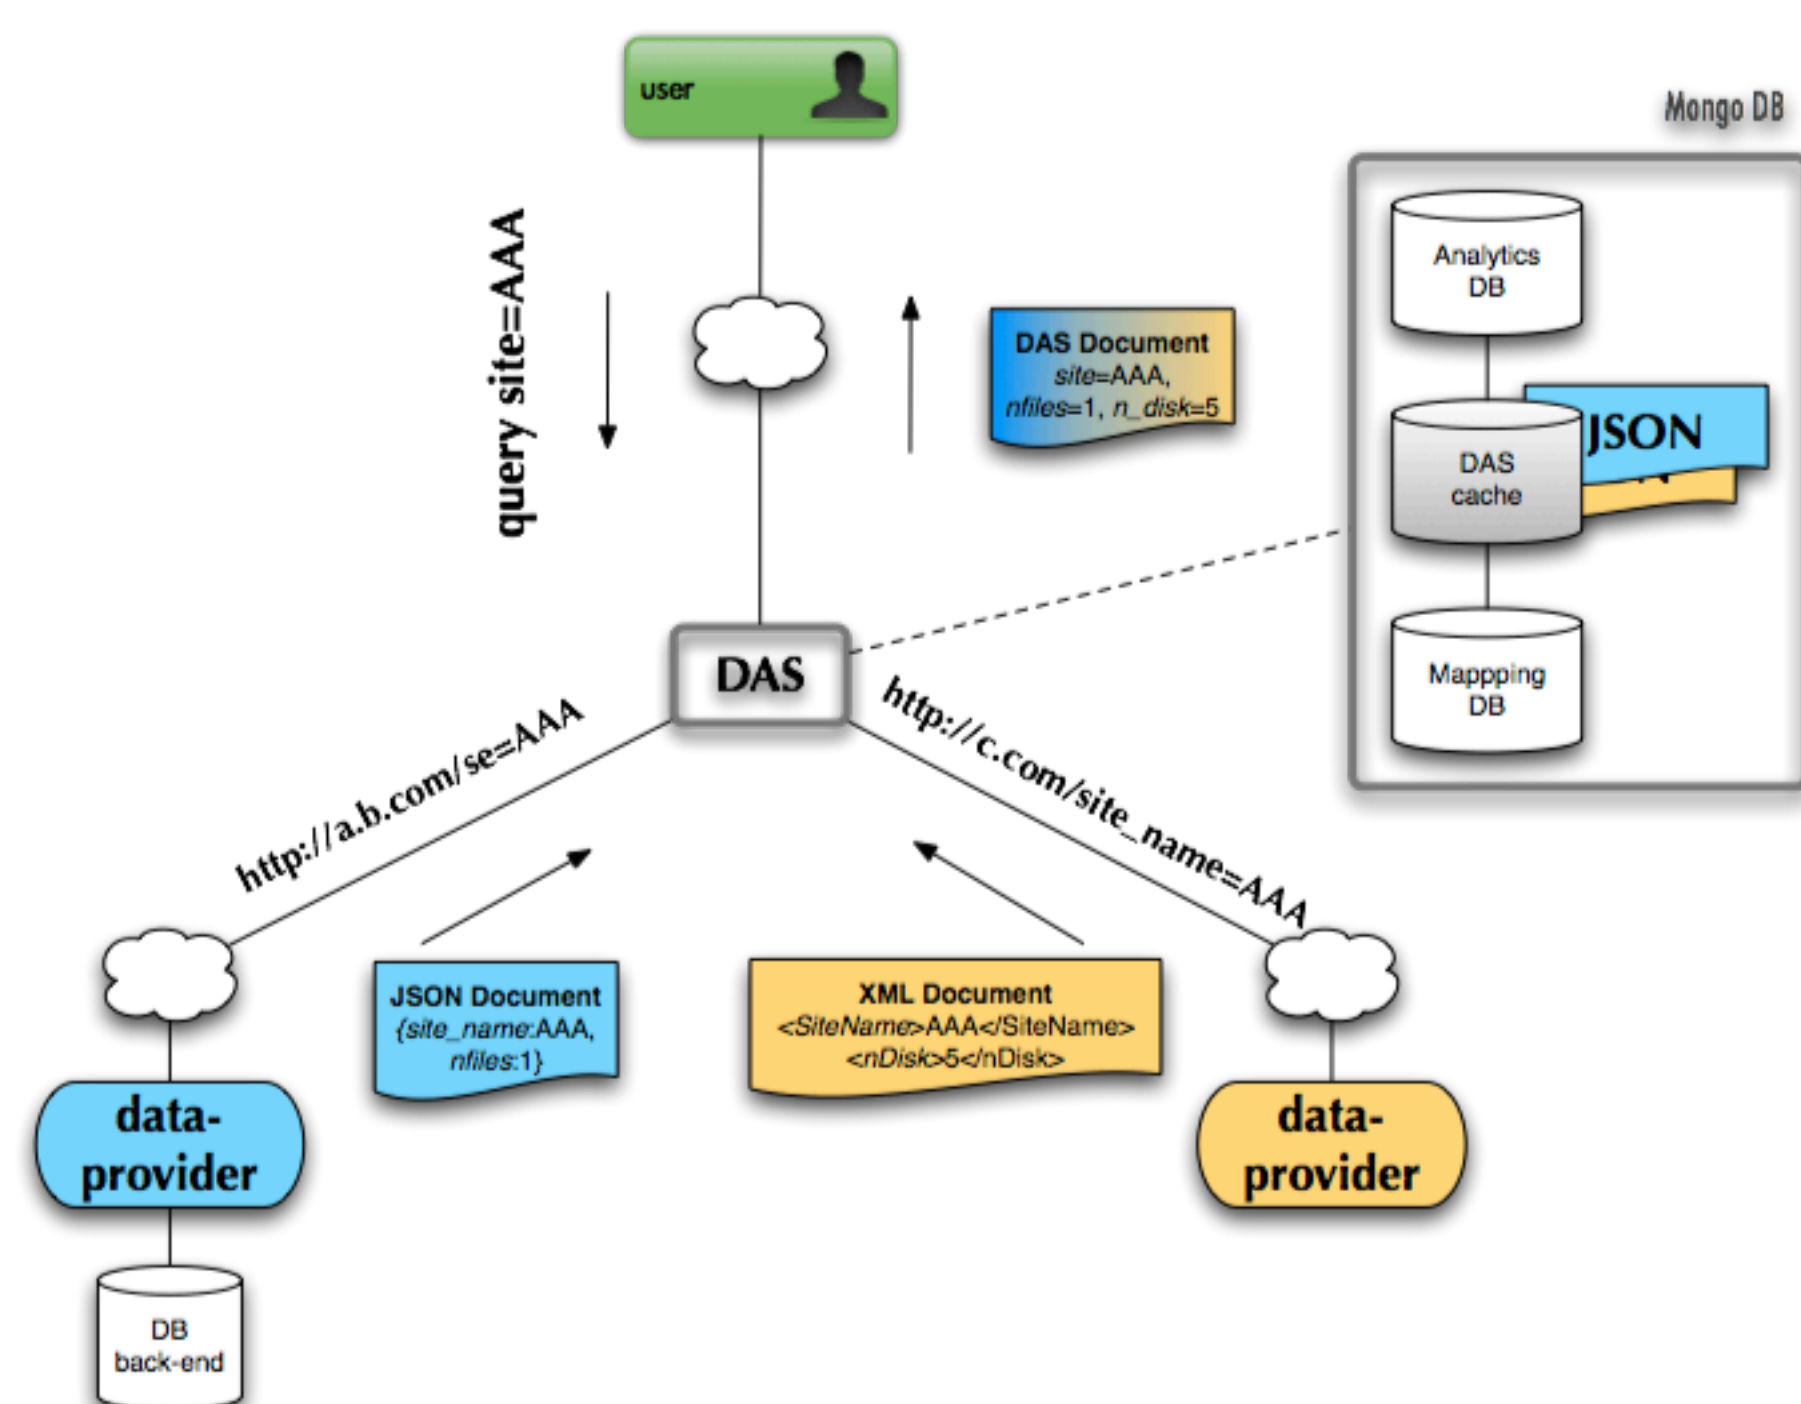 user
Mongo DB
query site=AAA
DAS Document
site=AAA,
nfiles=1, n_disk=5
Analytics
DB
JSON
DAS
cache
Mappping
DB
DAS
http://a.b.com/se=AAA
http://c.com/site_name=AAA
JSON Document
{site_name:AAA,
nfiles:1}
XML Document
<SiteName>AAA</SiteName>
<nDisk>5</nDisk>
data-
provider
data-
provider
DB
back-end